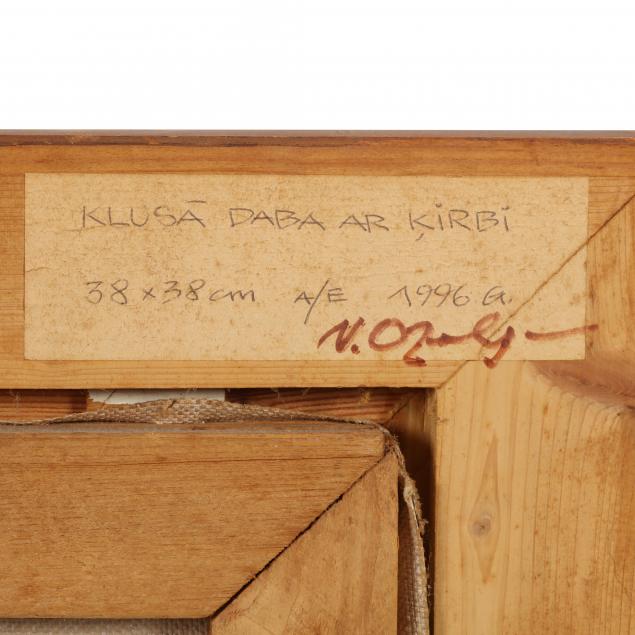 KLUSĀ DABA AR ĶIRBI
38 x 38 cm A/E 1996 G.